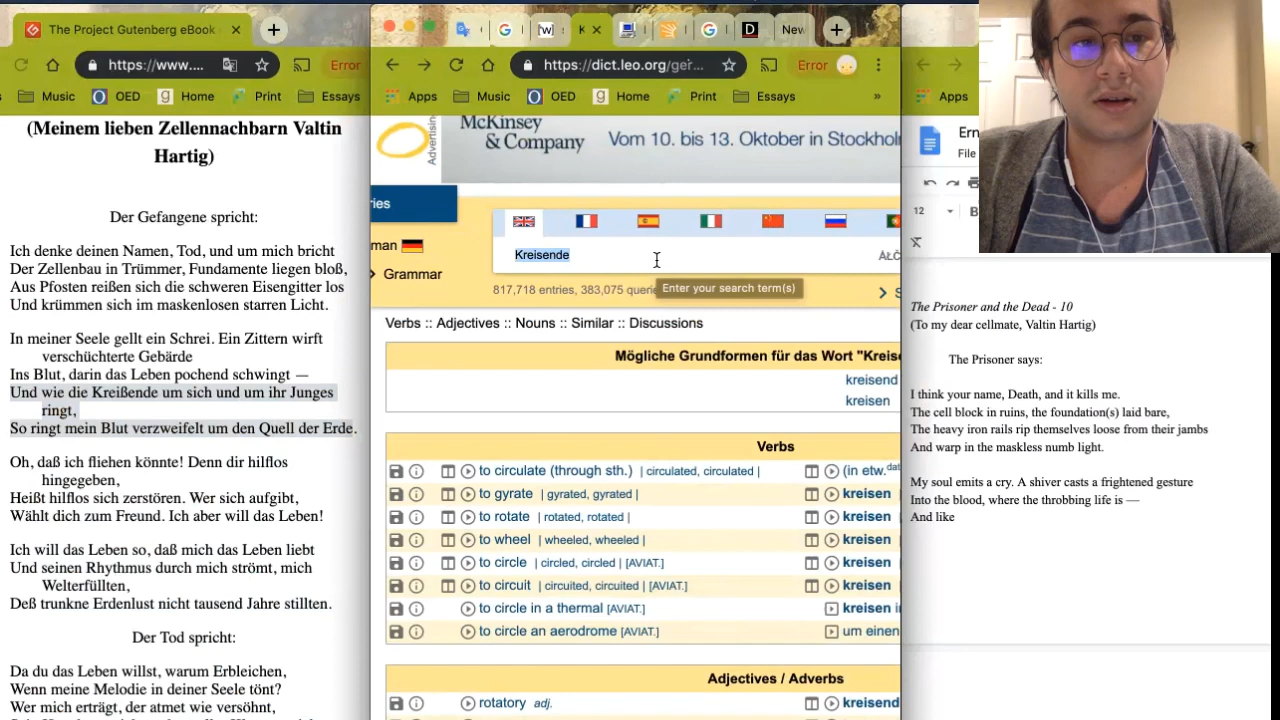 The Project Gutenberg eBook
https://www....
Error
Music
OED
Home
Print
Essays
(Meinem lieben Zellennachbarn Valtin
Hartig)
Der Gefangene spricht:
Ich denke deinen Namen, Tod, und um mich bricht
Der Zellenbau in Trümmer, Fundamente liegen bloß,
Aus Pfosten reißen sich die schweren Eisengitter los
Und krümmen sich im maskenlosen starren Licht.
In meiner Seele gellt ein Schrei. Ein Zittern wirft
verschüchterte Gebärde
Ins Blut, darin das Leben pochend schwingt —
Und wie die Kreißende um sich und um ihr Junges
ringt,
So ringt mein Blut verzweifelt um den Quell der Erde.
Oh, daß ich fliehen könnte! Denn dir hilflos
hingegeben,
Heißt hilflos sich zerstören. Wer sich aufgibt,
Wählt dich zum Freund. Ich aber will das Leben!
Ich will das Leben so, daß mich das Leben liebt
Und seinen Rhythmus durch mich strömt, mich
Welterfüllten,
Deß trunkne Erdenlust nicht tausend Jahre stillten.
Der Tod spricht:
Da du das Leben willst, warum Erbleichen,
Wenn meine Melodie in deiner Seele tönt?
Wer mich erträgt, der atmet wie versöhnt,
New
https://dict.leo.org/ger...
Error
Apps
Music
OED
Home
Print
Essays
»
Advertising
McKinsey
& Company
Vom 10. bis 13. Oktober in Stockholm
ries
man
Grammar
Kreisende
817,718 entries, 383,075 querie
Enter your search term(s)
Verbs :: Adjectives :: Nouns :: Similar :: Discussions
Mögliche Grundformen für das Wort "Kreise
kreisend
kreisen
Verbs
to circulate (through sth.) | circulated, circulated | (in etw.dat
to gyrate | gyrated, gyrated | kreisen
to rotate | rotated, rotated | kreisen
to wheel | wheeled, wheeled | kreisen
to circle | circled, circled | [AVIAT.] kreisen
to circuit | circuited, circuited | [AVIAT.] kreisen
to circle in a thermal [AVIAT.] kreisen i
to circle an aerodrome [AVIAT.] um einen
Adjectives / Adverbs
rotatory adj. kreisend
Apps
Ern
File
12
B
The Prisoner and the Dead - 10
(To my dear cellmate, Valtin Hartig)
The Prisoner says:
I think your name, Death, and it kills me.
The cell block in ruins, the foundation(s) laid bare,
The heavy iron rails rip themselves loose from their jambs
And warp in the maskless numb light.
My soul emits a cry. A shiver casts a frightened gesture
Into the blood, where the throbbing life is —
And like